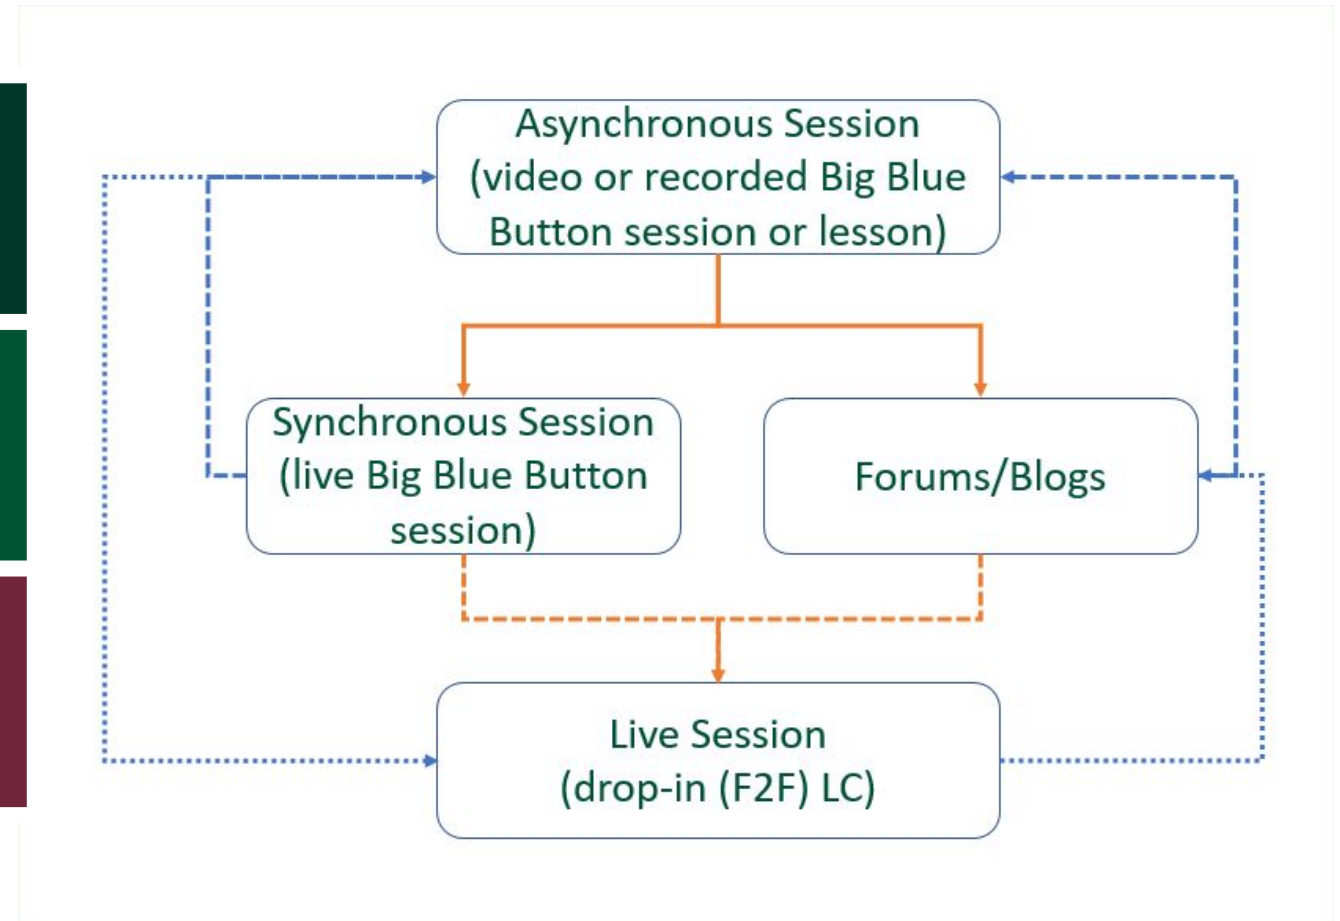 Asynchronous Session
(video or recorded Big Blue
Button session or lesson)
Synchronous Session
(live Big Blue Button
session)
Forums/Blogs
Live Session
(drop-in (F2F) LC)